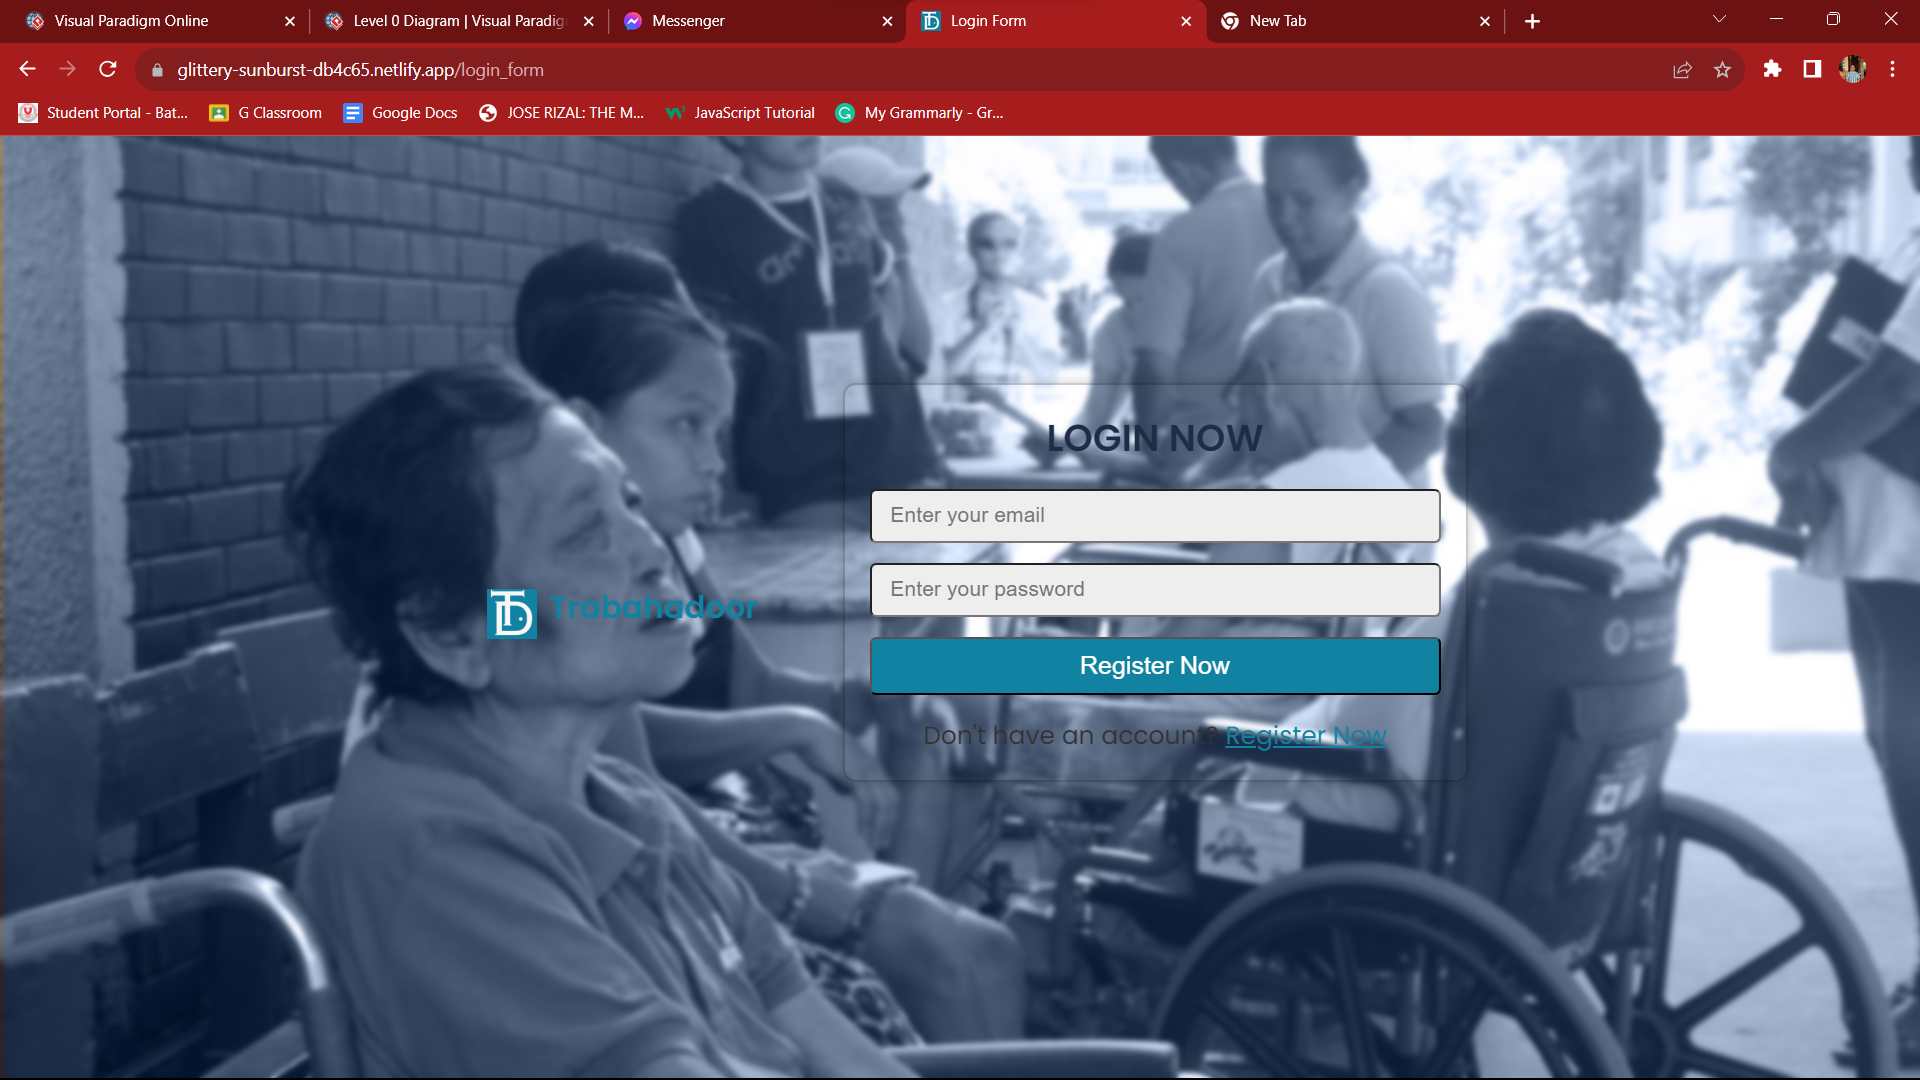 Visual Paradigm Online
Level 0 Diagram | Visual Paradig
Messenger
Login Form
New Tab
glittery-sunburst-db4c65.netlify.app/login_form
Student Portal - Bat...
G Classroom
Google Docs
JOSE RIZAL: THE M...
JavaScript Tutorial
My Grammarly - Gr...
LOGIN NOW
Enter your email
Enter your password
TD Trabahadoor
Register Now
Don't have an account? Register Now